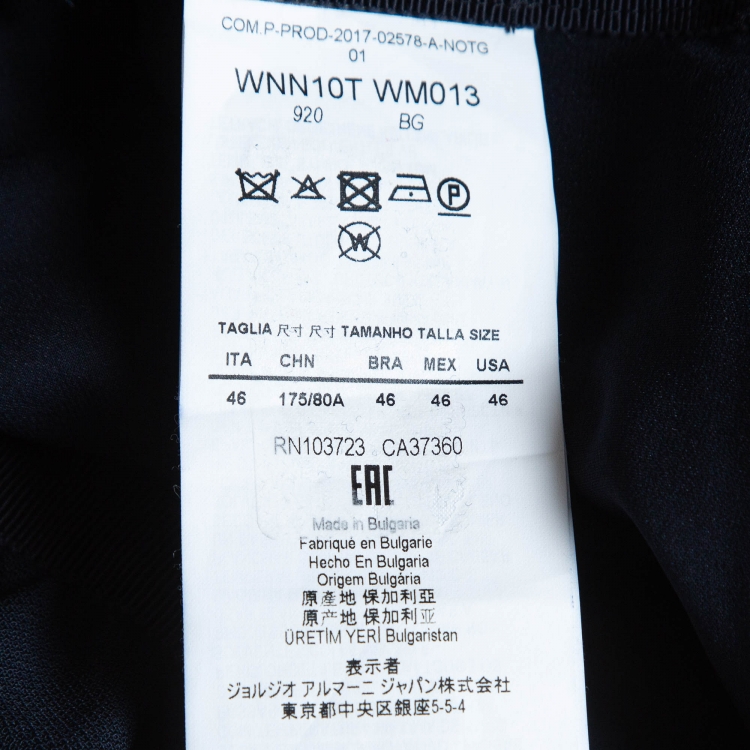 COM.P-PROD-2017-02578-A-NOTG
01
WNN10T WM013
920 BG
P
W
TAGLIA 尺寸 尺寸 TAMANHO TALLA SIZE
ITA CHN BRA MEX USA
46 175/80A 46 46 46
RN103723 CA37360
EAC
Made in Bulgaria
Fabriqué en Bulgarie
Hecho En Bulgaria
Origem Bulgária
原產地 保加利亞
原产地 保加利亚
ÜRETİM YERİ Bulgaristan
表示者
ジョルジオ アルマーニ ジャパン株式会社
東京都中央区銀座5-5-4